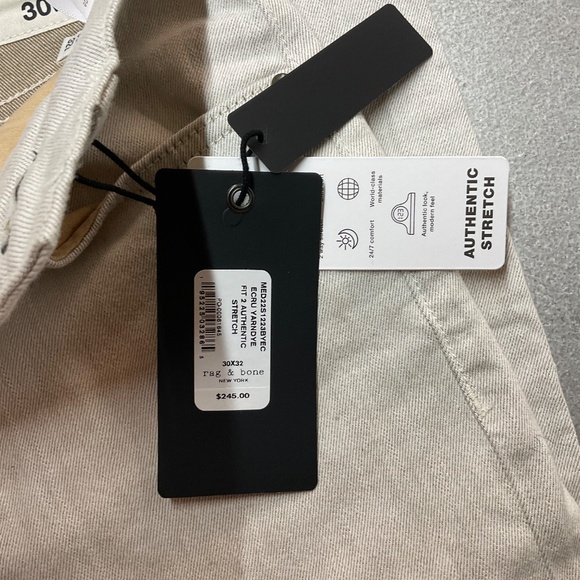 30
MED22S1223BYEC
ECRU YARNDYE
FIT 2 AUTHENTIC
STRETCH
30X32
rag & bone
NEW YORK
$245.00
AUTHENTIC
STRETCH
Authentic look,
modern feel
World-class
materials
24/7 comfort